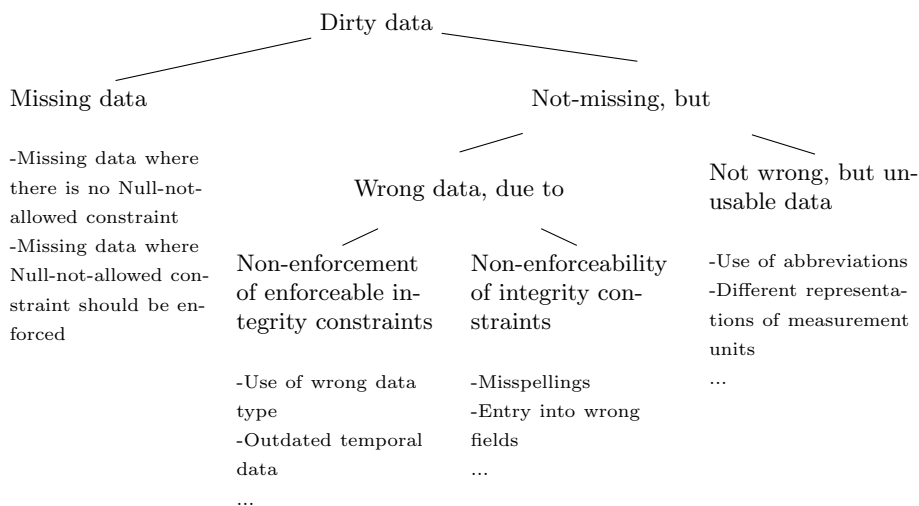 Dirty data
Missing data
-Missing data where
there is no Null-not-
allowed constraint
-Missing data where
Null-not-allowed con-
straint should be en-
forced
Not-missing, but
Wrong data, due to
Non-enforcement
of enforceable in-
tegrity constraints
-Use of wrong data
type
-Outdated temporal
data
...
Non-enforceability
of integrity con-
straints
-Misspellings
-Entry into wrong
fields
...
Not wrong, but un-
usable data
-Use of abbreviations
-Different representa-
tions of measurement
units
...